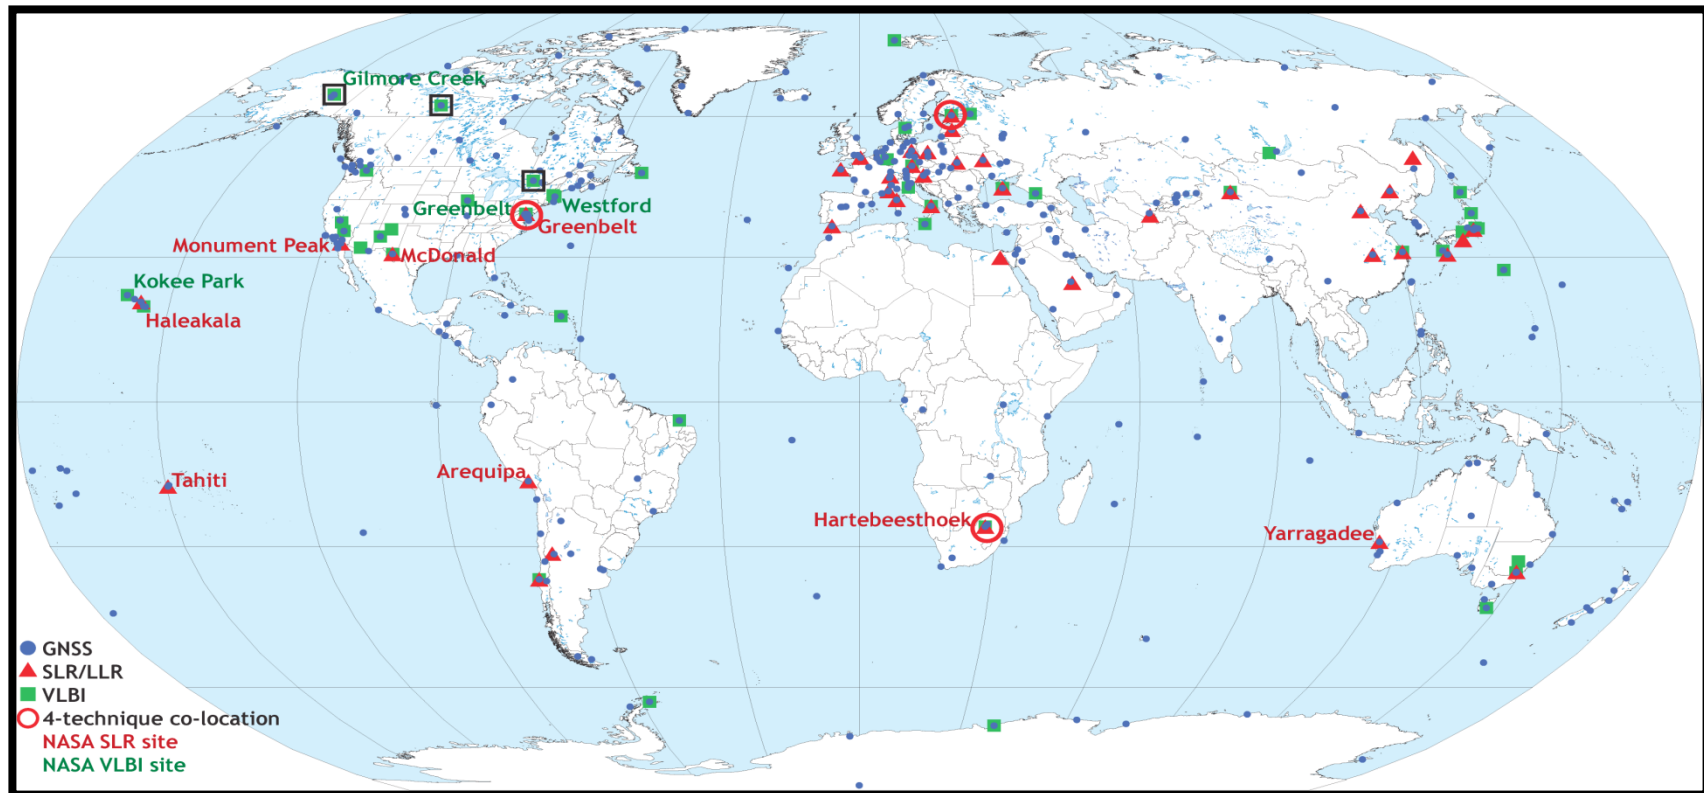 Gilmore Creek
Greenbelt
Westford
Greenbelt
Monument Peak
McDonald
Kokee Park
Haleakala
Tahiti
Arequipa
Hartebeesthoek
Yarragadee
GNSS
SLR/LLR
VLBI
4-technique co-location
NASA SLR site
NASA VLBI site